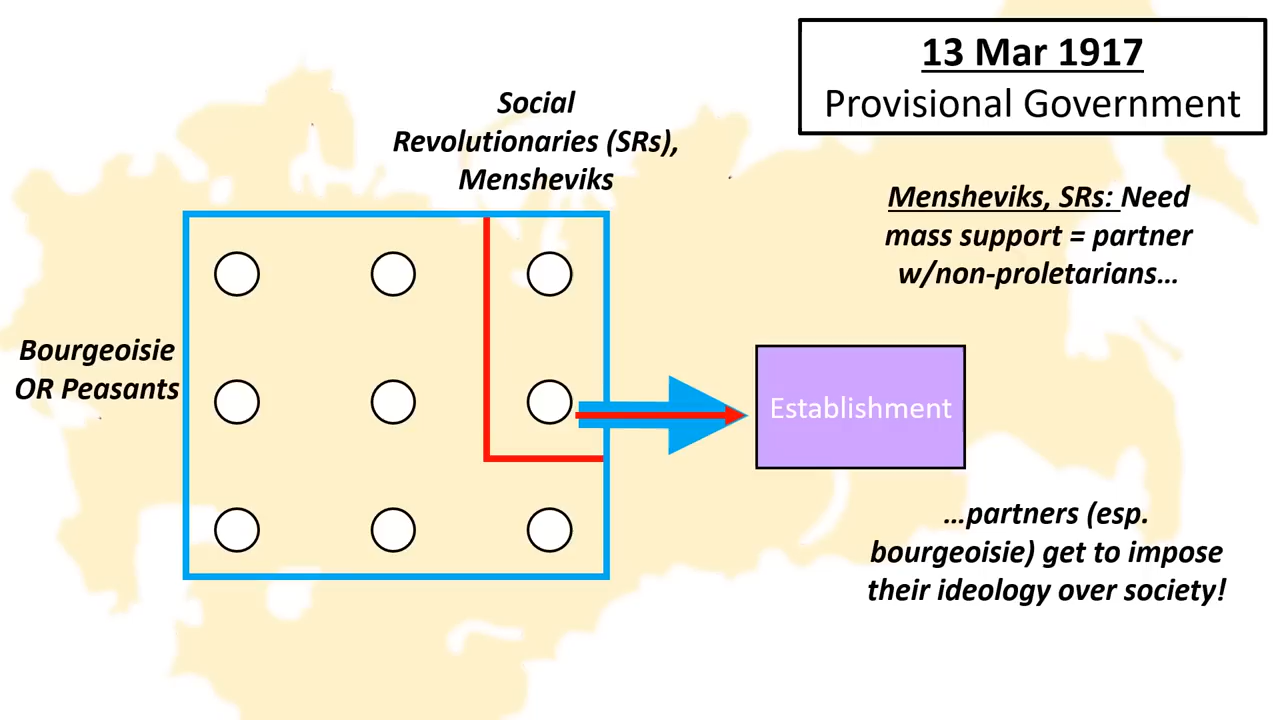 13 Mar 1917
Provisional Government
Social
Revolutionaries (SRs),
Mensheviks
Mensheviks, SRs: Need
mass support = partner
w/non-proletarians…
Bourgeoisie
OR Peasants
Establishment
…partners (esp.
bourgeoisie) get to impose
their ideology over society!